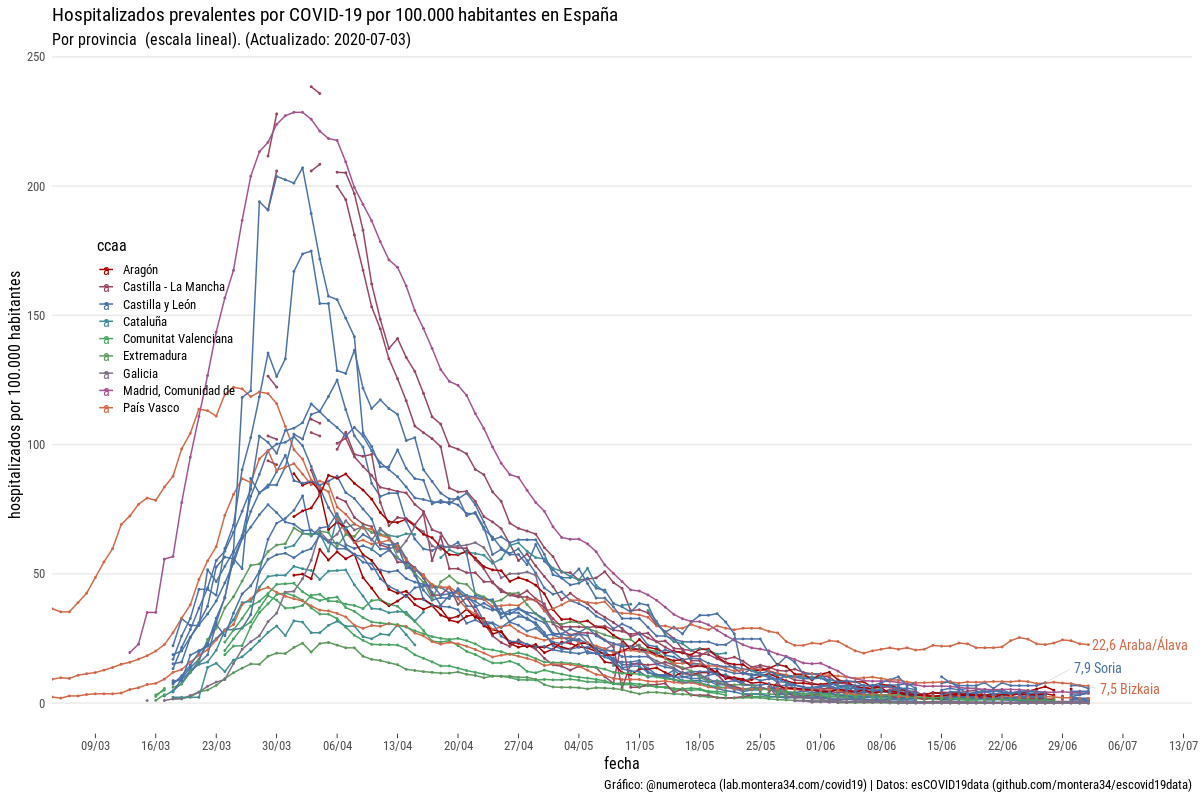 Hospitalizados prevalentes por COVID-19 por 100.000 habitantes en España
Por provincia  (escala lineal). (Actualizado: 2020-07-03)
hospitalizados por 100.000 habitantes
250
200
150
100
50
0
ccaa
Aragón
Castilla - La Mancha
Castilla y León
Cataluña
Comunitat Valenciana
Extremadura
Galicia
Madrid, Comunidad de
País Vasco
22,6 Araba/Álava
7,9 Soria
7,5 Bizkaia
09/03 16/03 23/03 30/03 06/04 13/04 20/04 27/04 04/05 11/05 18/05 25/05 01/06 08/06 15/06 22/06 29/06 06/07 13/07
fecha
Gráfico: @numeroteca (lab.montera34.com/covid19) | Datos: esCOVID19data (github.com/montera34/escovid19data)